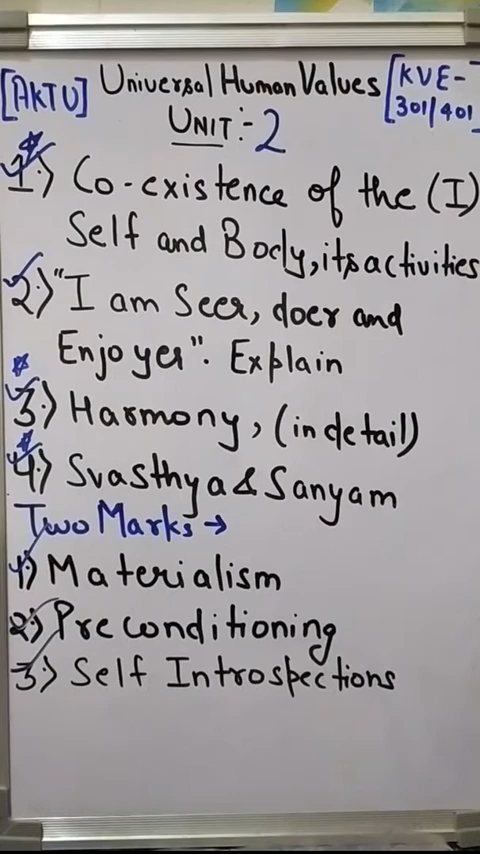 [AKTU] Universal Human Values [KVE-301/401]
UNIT:- 2
1) Co-existence of the (I)
Self and Body, its activities
2) "I am Seer, doer and
Enjoyer". Explain
3) Harmony, (in detail)
4) Svasthya & Sanyam
Two Marks →
1) Materialism
2) Preconditioning
3) Self Introspections